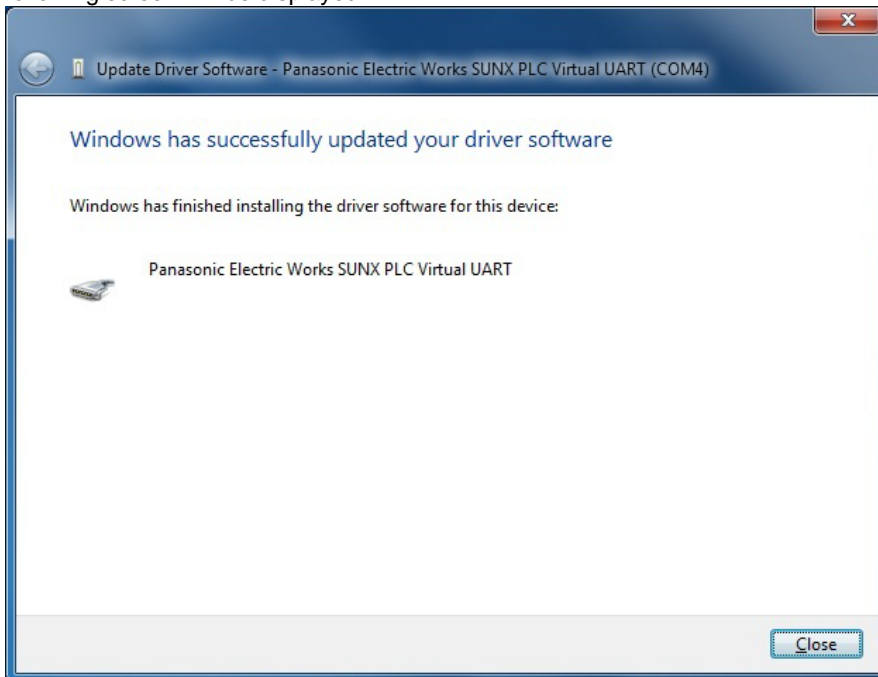 Update Driver Software - Panasonic Electric Works SUNX PLC Virtual UART (COM4)
Windows has successfully updated your driver software
Windows has finished installing the driver software for this device:
Panasonic Electric Works SUNX PLC Virtual UART
Close